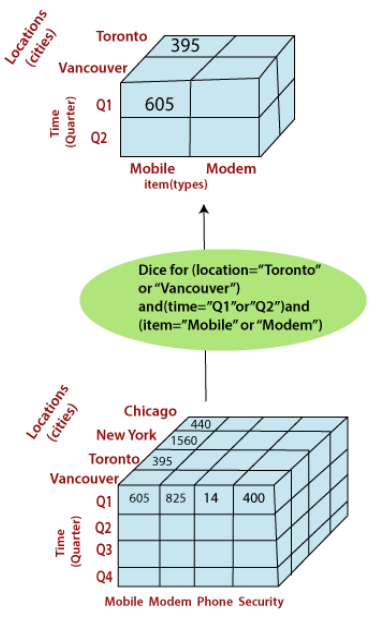 Locations
(cities)
Toronto
395
Vancouver
Time
(Quarter)
Q1
605
Q2
Mobile Modem
item(types)
Dice for (location="Toronto"
or "Vancouver")
and(time="Q1"or"Q2")and
(item="Mobile" or "Modem")
Locations
(cities)
Chicago
440
New York
1560
Toronto
395
Vancouver
Time
(Quarter)
Q1 605 825 14 400
Q2
Q3
Q4
Mobile Modem Phone Security